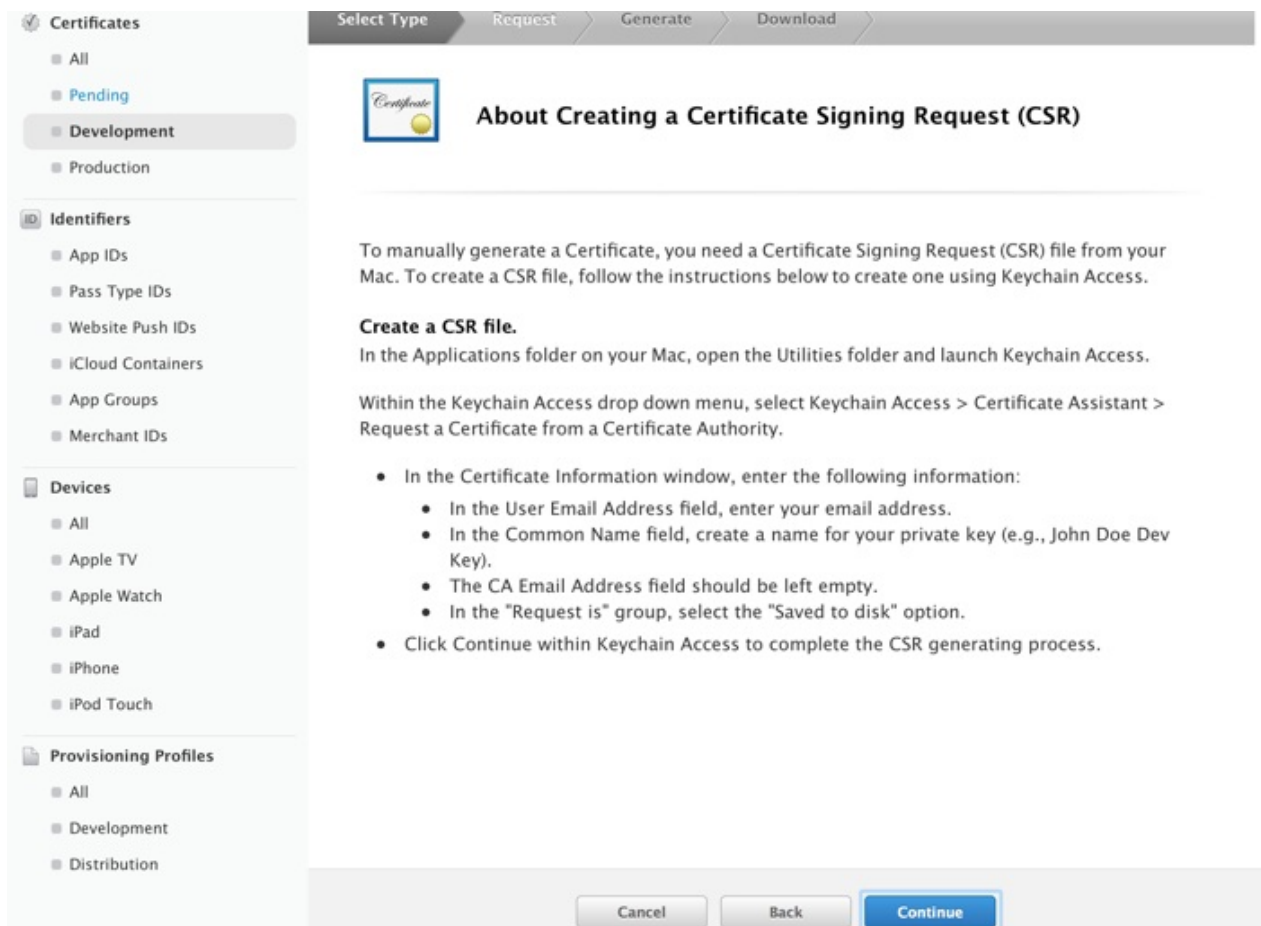 Certificates
All
Pending
Development
Production
ID Identifiers
App IDs
Pass Type IDs
Website Push IDs
iCloud Containers
App Groups
Merchant IDs
Devices
All
Apple TV
Apple Watch
iPad
iPhone
iPod Touch
Provisioning Profiles
All
Development
Distribution
Select Type Request Generate Download
Certificate
About Creating a Certificate Signing Request (CSR)
To manually generate a Certificate, you need a Certificate Signing Request (CSR) file from your
Mac. To create a CSR file, follow the instructions below to create one using Keychain Access.
Create a CSR file.
In the Applications folder on your Mac, open the Utilities folder and launch Keychain Access.
Within the Keychain Access drop down menu, select Keychain Access > Certificate Assistant >
Request a Certificate from a Certificate Authority.
• In the Certificate Information window, enter the following information:
• In the User Email Address field, enter your email address.
• In the Common Name field, create a name for your private key (e.g., John Doe Dev
Key).
• The CA Email Address field should be left empty.
• In the "Request is" group, select the "Saved to disk" option.
• Click Continue within Keychain Access to complete the CSR generating process.
Cancel Back Continue